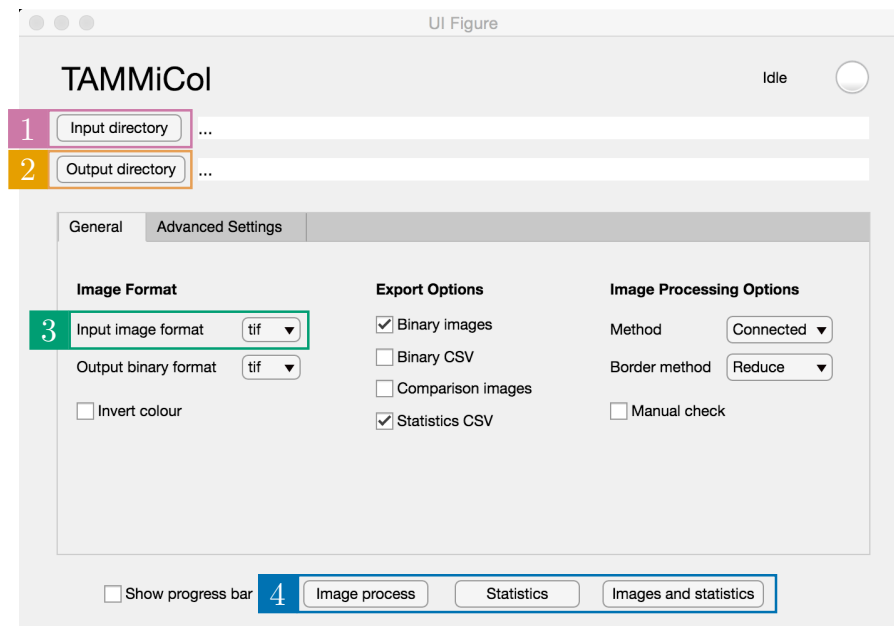 UI Figure
TAMMiCol
Idle
1 Input directory ...
2 Output directory ...
General Advanced Settings
Image Format Export Options Image Processing Options
3 Input image format tif Binary images Method Connected
Binary CSV
Output binary format tif Border method Reduce
Comparison images
Invert colour Manual check
Statistics CSV
Show progress bar 4 Image process Statistics Images and statistics